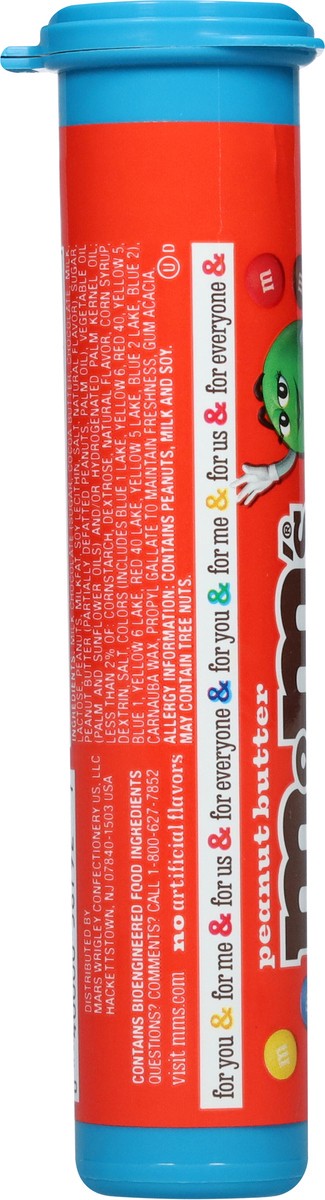 INGREDIENTS: MILK CHOCOLATE (SUGAR, COCOA BUTTER, CHOCOLATE, MILK,
LACTOSE, PEANUTS, MILKFAT, SOY LECITHIN, SALT, NATURAL FLAVOR), SUGAR,
PEANUT BUTTER (PARTIALLY DEFATTED PEANUTS, PALM OIL), VEGETABLE OIL
(PALM AND SUNFLOWER OILS) AND/OR HYDROGENATED PALM KERNEL OIL;
LESS THAN 2% OF: CORNSTARCH, DEXTROSE, NATURAL FLAVOR, CORN SYRUP,
DEXTRIN, SALT, COLORS (INCLUDES BLUE 1 LAKE, YELLOW 6, RED 40, YELLOW 5,
BLUE 1, YELLOW 6 LAKE, RED 40 LAKE, YELLOW 5 LAKE, BLUE 2 LAKE, BLUE 2),
CARNAUBA WAX, PROPYL GALLATE TO MAINTAIN FRESHNESS, GUM ACACIA.
ALLERGY INFORMATION: CONTAINS PEANUTS, MILK AND SOY.
MAY CONTAIN TREE NUTS.
U D
DISTRIBUTED BY
MARS WRIGLEY CONFECTIONERY US, LLC
HACKETTSTOWN, NJ 07840-1503 USA
CONTAINS BIOENGINEERED FOOD INGREDIENTS
QUESTIONS? COMMENTS? CALL 1-800-627-7852
visit mms.com no artificial flavors
for you & for me & for us & for everyone & for you & for me & for us & for everyone &
peanut butter
m&m's®
m
m